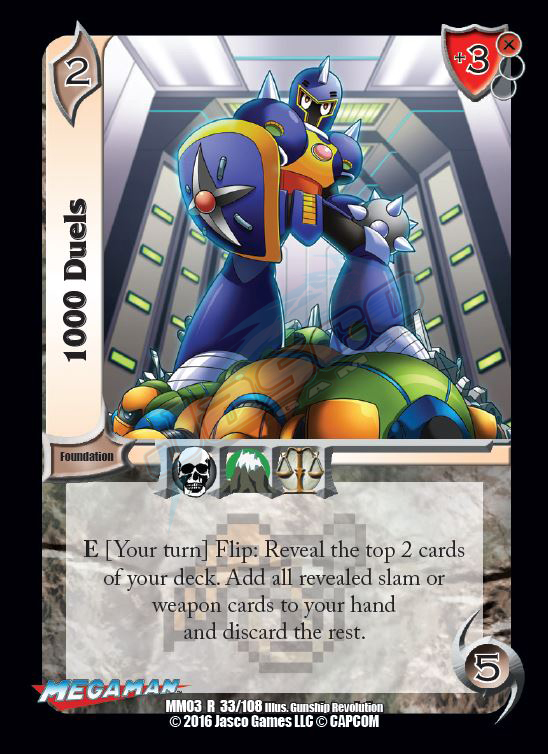 2
+3
1000 Duels
Foundation
E [Your turn] Flip: Reveal the top 2 cards
of your deck. Add all revealed slam or
weapon cards to your hand
and discard the rest.
5
MEGAMAN™
MM03 R 33/108 Illus. Gunship Revolution
© 2016 Jasco Games LLC © CAPCOM